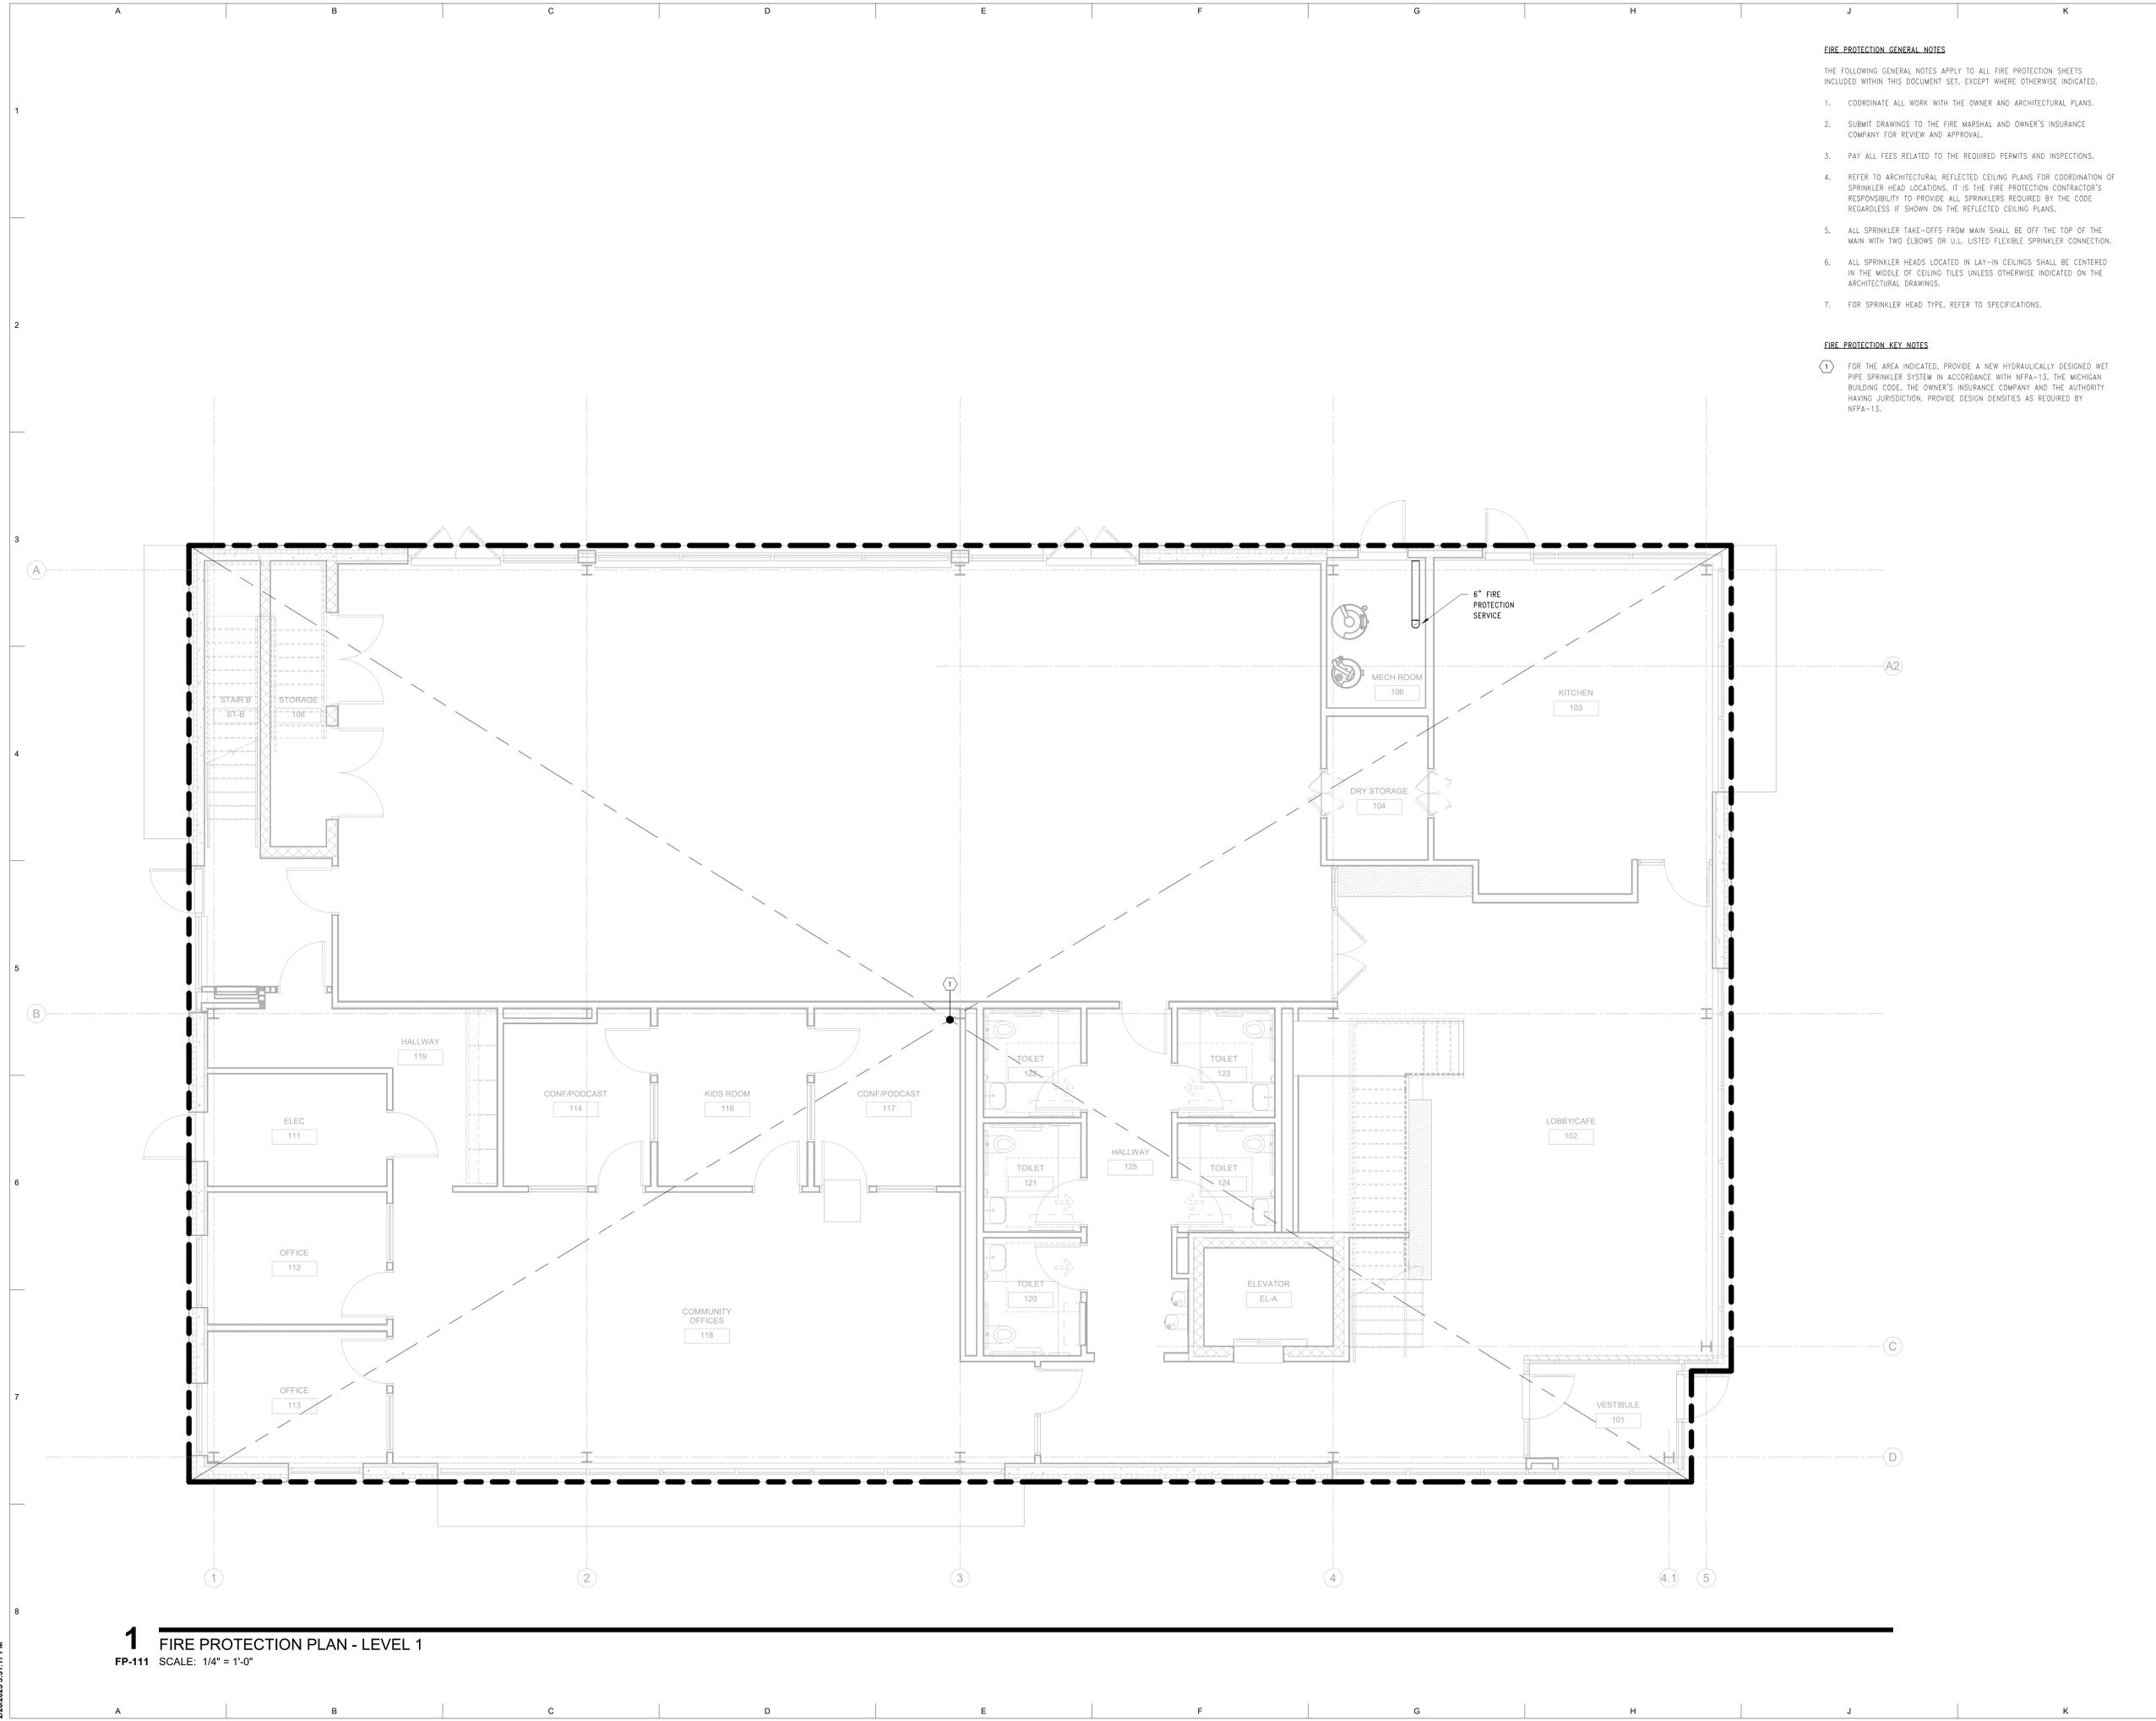 A B C D E F G H J K
FIRE PROTECTION GENERAL NOTES
THE FOLLOWING GENERAL NOTES APPLY TO ALL FIRE PROTECTION SHEETS
INCLUDED WITHIN THIS DOCUMENT SET, EXCEPT WHERE OTHERWISE INDICATED.
1. COORDINATE ALL WORK WITH THE OWNER AND ARCHITECTURAL PLANS.
2. SUBMIT DRAWINGS TO THE FIRE MARSHAL AND OWNER'S INSURANCE
COMPANY FOR REVIEW AND APPROVAL.
3. PAY ALL FEES RELATED TO THE REQUIRED PERMITS AND INSPECTIONS.
4. REFER TO ARCHITECTURAL REFLECTED CEILING PLANS FOR COORDINATION OF
SPRINKLER HEAD LOCATIONS. IT IS THE FIRE PROTECTION CONTRACTOR'S
RESPONSIBILITY TO PROVIDE ALL SPRINKLERS REQUIRED BY THE CODE
REGARDLESS IF SHOWN ON THE REFLECTED CEILING PLANS.
5. ALL SPRINKLER TAKE-OFFS FROM MAIN SHALL BE OFF THE TOP OF THE
MAIN WITH TWO ELBOWS OR U.L. LISTED FLEXIBLE SPRINKLER CONNECTION.
6. ALL SPRINKLER HEADS LOCATED IN LAY-IN CEILINGS SHALL BE CENTERED
IN THE MIDDLE OF CEILING TILES UNLESS OTHERWISE INDICATED ON THE
ARCHITECTURAL DRAWINGS.
7. FOR SPRINKLER HEAD TYPE, REFER TO SPECIFICATIONS.
FIRE PROTECTION KEY NOTES
1 FOR THE AREA INDICATED, PROVIDE A NEW HYDRAULICALLY DESIGNED WET
PIPE SPRINKLER SYSTEM IN ACCORDANCE WITH NFPA-13, THE MICHIGAN
BUILDING CODE, THE OWNER'S INSURANCE COMPANY AND THE AUTHORITY
HAVING JURISDICTION. PROVIDE DESIGN DENSITIES AS REQUIRED BY
NFPA-13.
1
2
3
A
6" FIRE
PROTECTION
SERVICE
A2
MECH ROOM
106
KITCHEN
103
STAIR B
ST-B
STORAGE
108
4
DRY STORAGE
104
5
1
B
HALLWAY
119
TOILET
122
TOILET
123
CONF/PODCAST
114
KIDS ROOM
116
CONF/PODCAST
117
ELEC
111
LOBBY/CAFE
102
HALLWAY
125
6
TOILET
121
TOILET
124
OFFICE
112
TOILET
120
ELEVATOR
EL-A
COMMUNITY
OFFICES
118
C
OFFICE
113
7
VESTIBULE
101
D
1 2 3 4 4.1 5
8
1 FIRE PROTECTION PLAN - LEVEL 1
FP-111 SCALE: 1/4" = 1'-0"
A B C D E F G H J K